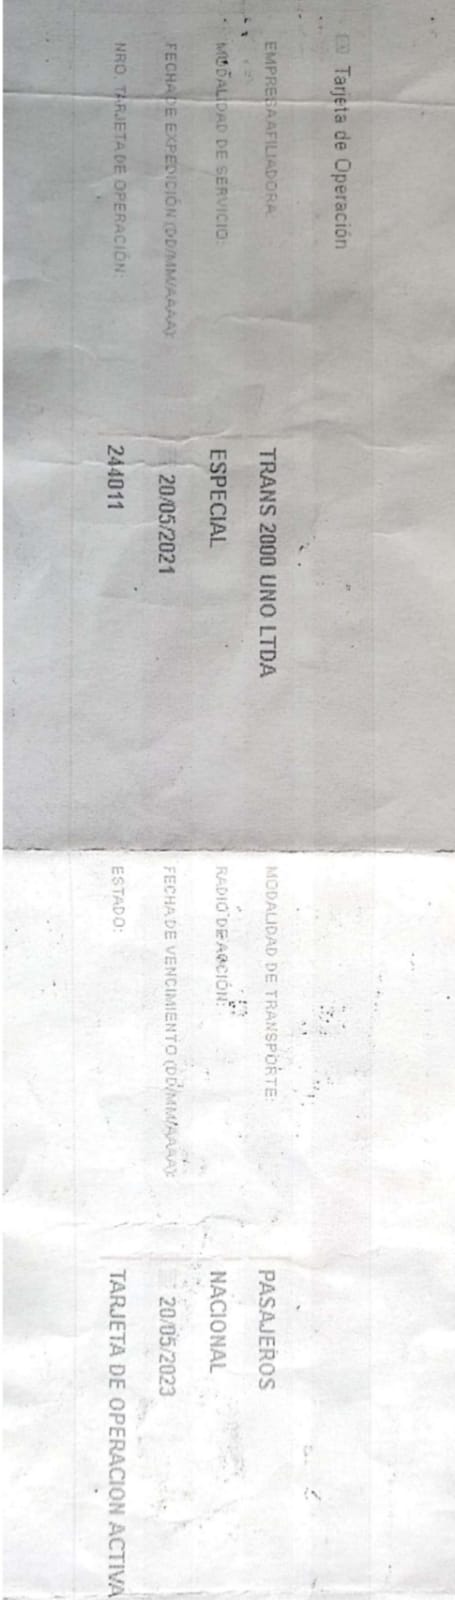 Tarjeta de Operación
EMPRESA AFILIADORA: TRANS 2000 UNO LTDA MODALIDAD DE TRANSPORTE: PASAJEROS
MODALIDAD DE SERVICIO: ESPECIAL RADIO DE ACCIÓN: NACIONAL
FECHA DE EXPEDICIÓN (DD/MM/AAAA): 20/05/2021 FECHA DE VENCIMIENTO (DD/MM/AAAA): 20/05/2023
NRO. TARJETA DE OPERACIÓN: 244011 ESTADO: TARJETA DE OPERACION ACTIVA